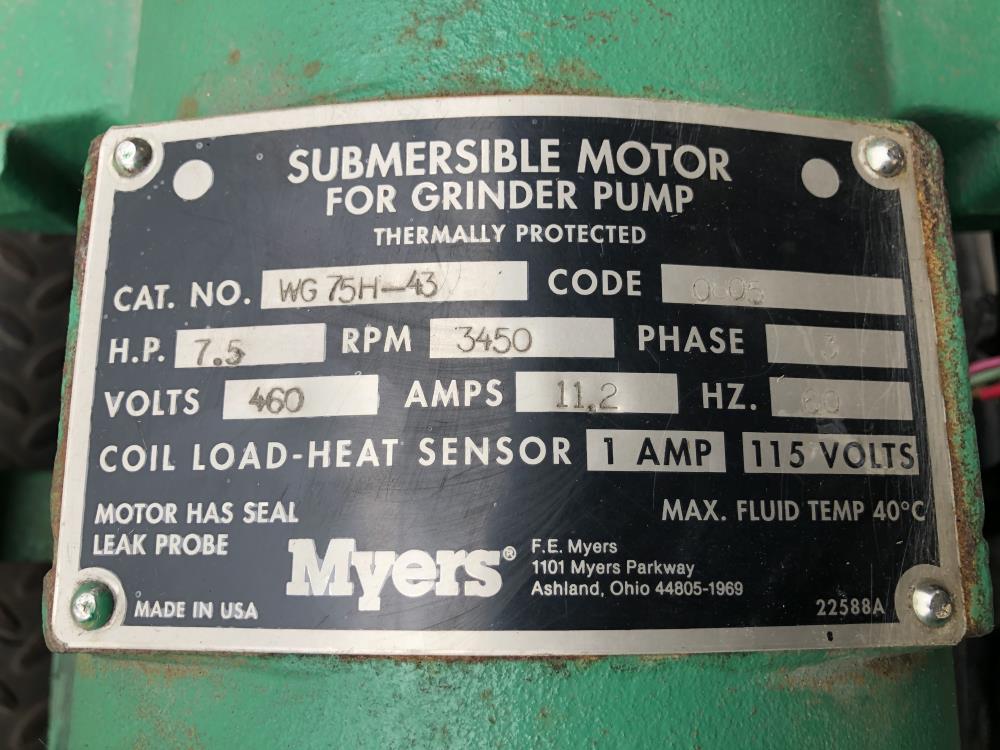 SUBMERSIBLE MOTOR
FOR GRINDER PUMP
THERMALLY PROTECTED
CAT. NO. WG 75H-43 CODE
H.P. 7.5 RPM 3450 PHASE 3
VOLTS 460 AMPS 11.2 HZ. 60
COIL LOAD-HEAT SENSOR 1 AMP 115 VOLTS
MOTOR HAS SEAL
LEAK PROBE
MAX. FLUID TEMP 40°C
Myers®
F.E. Myers
1101 Myers Parkway
Ashland, Ohio 44805-1969
MADE IN USA
22588A